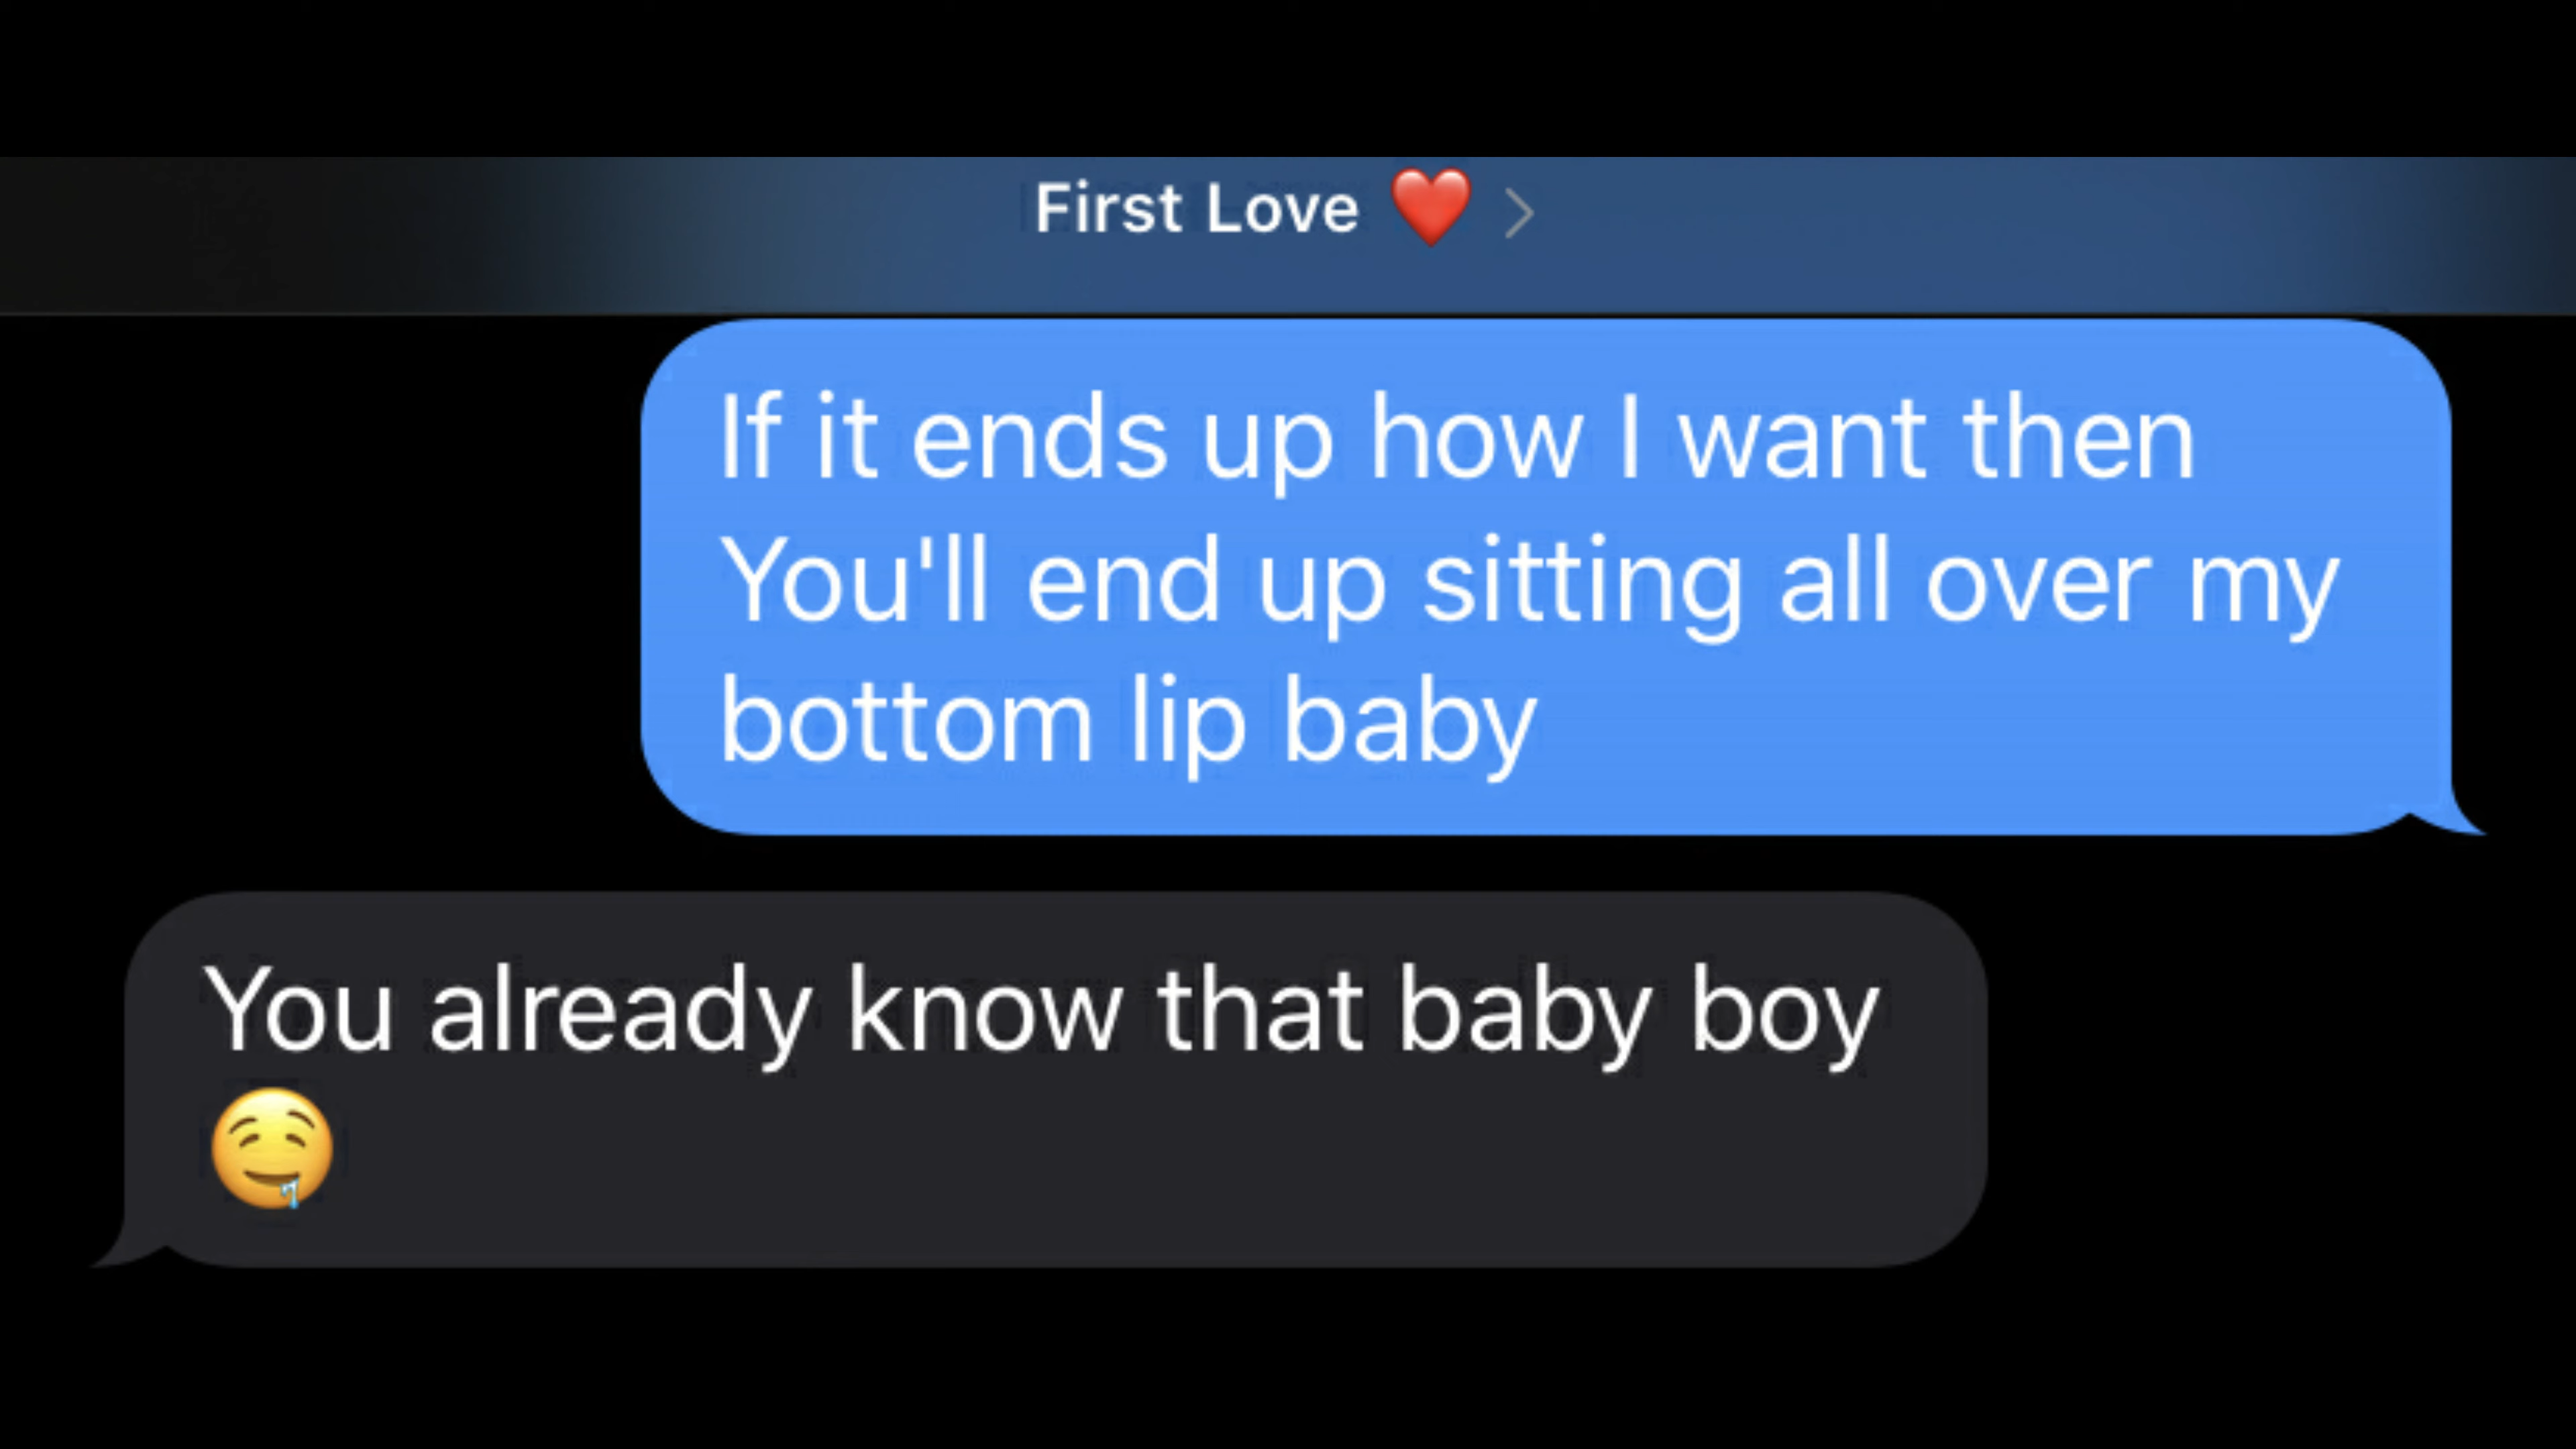 First Love ❤️ >
If it ends up how I want then
You'll end up sitting all over my
bottom lip baby
You already know that baby boy
🤤